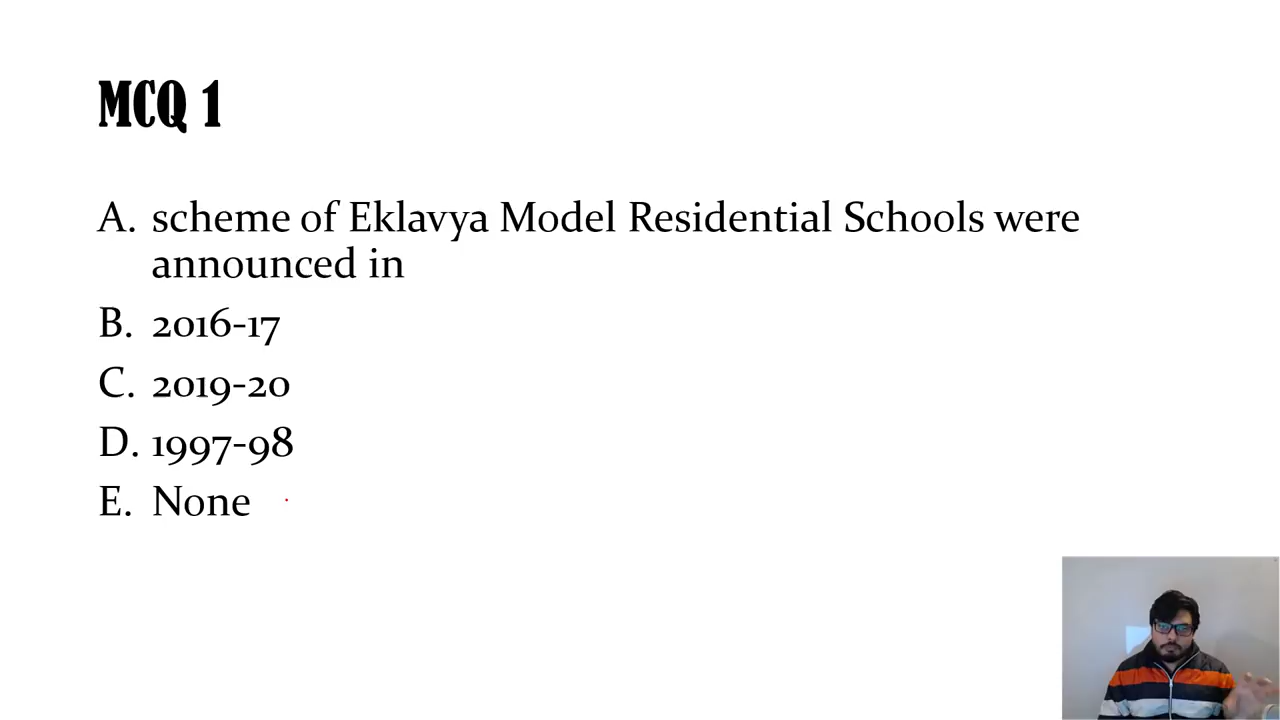 MCQ 1
A. scheme of Eklavya Model Residential Schools were
announced in
B. 2016-17
C. 2019-20
D. 1997-98
E. None